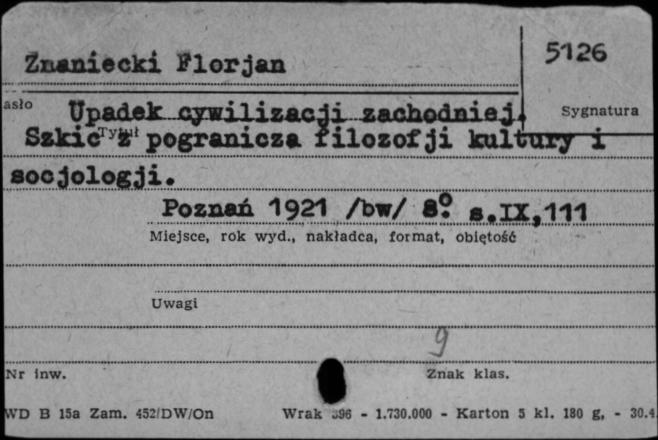 Znaniecki Florjan
5126
asło
Upadek cywilizacji zachodniej.
Sygnatura
Tytuł
Szkic z pogranicza filozofji kultury i
socjologji.
Poznań 1921 /bw/ 8º. s.IX,111
Miejsce, rok wyd., nakładca, format, obiętość
Uwagi
9
Nr inw.
Znak klas.
WD B 15a Zam. 452/DW/On
Wrak 396 - 1.730.000 - Karton 5 kl. 180 g, - 30.4.